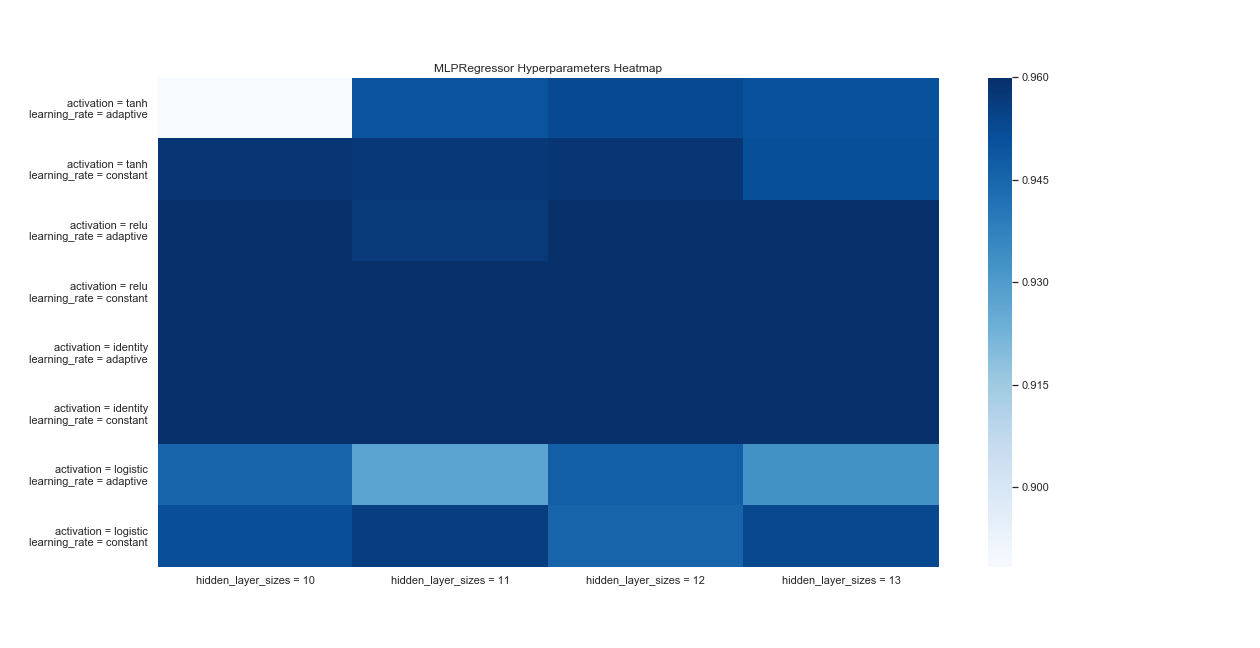 MLPRegressor Hyperparameters Heatmap
activation = tanh
learning_rate = adaptive
activation = tanh
learning_rate = constant
activation = relu
learning_rate = adaptive
activation = relu
learning_rate = constant
activation = identity
learning_rate = adaptive
activation = identity
learning_rate = constant
activation = logistic
learning_rate = adaptive
activation = logistic
learning_rate = constant
hidden_layer_sizes = 10
hidden_layer_sizes = 11
hidden_layer_sizes = 12
hidden_layer_sizes = 13
0.960
0.945
0.930
0.915
0.900